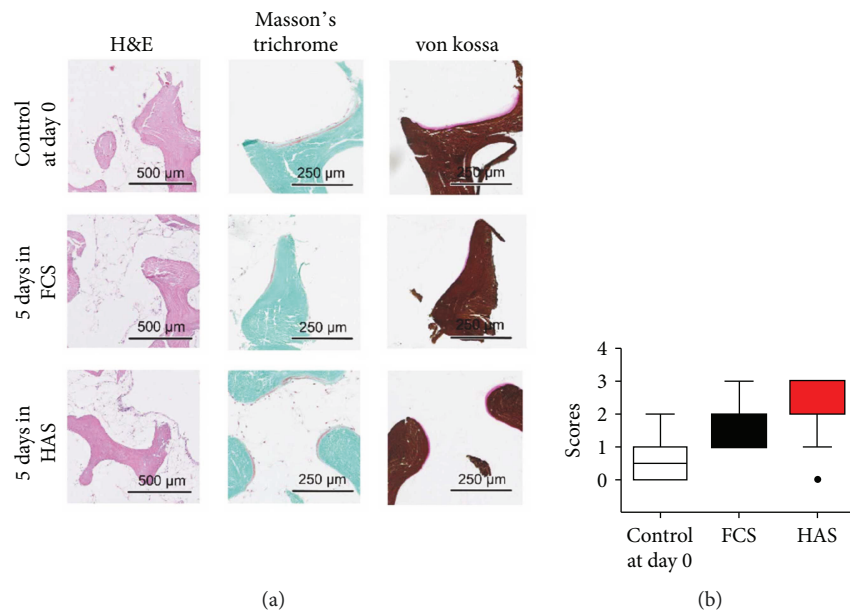 H&E
Masson's
trichrome
von kossa
Control
at day 0
500 µm
250 µm
250 µm
5 days in
FCS
500 µm
250 µm
250 µm
5 days in
HAS
500 µm
250 µm
250 µm
(a)
Scores
4
3
2
1
0
Control
at day 0
FCS
HAS
(b)